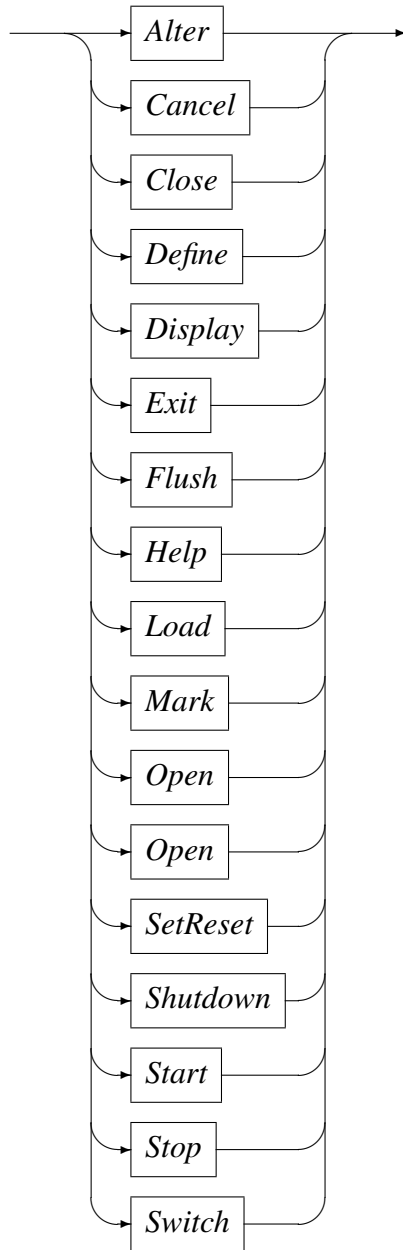 Alter
Cancel
Close
Define
Display
Exit
Flush
Help
Load
Mark
Open
Open
SetReset
Shutdown
Start
Stop
Switch